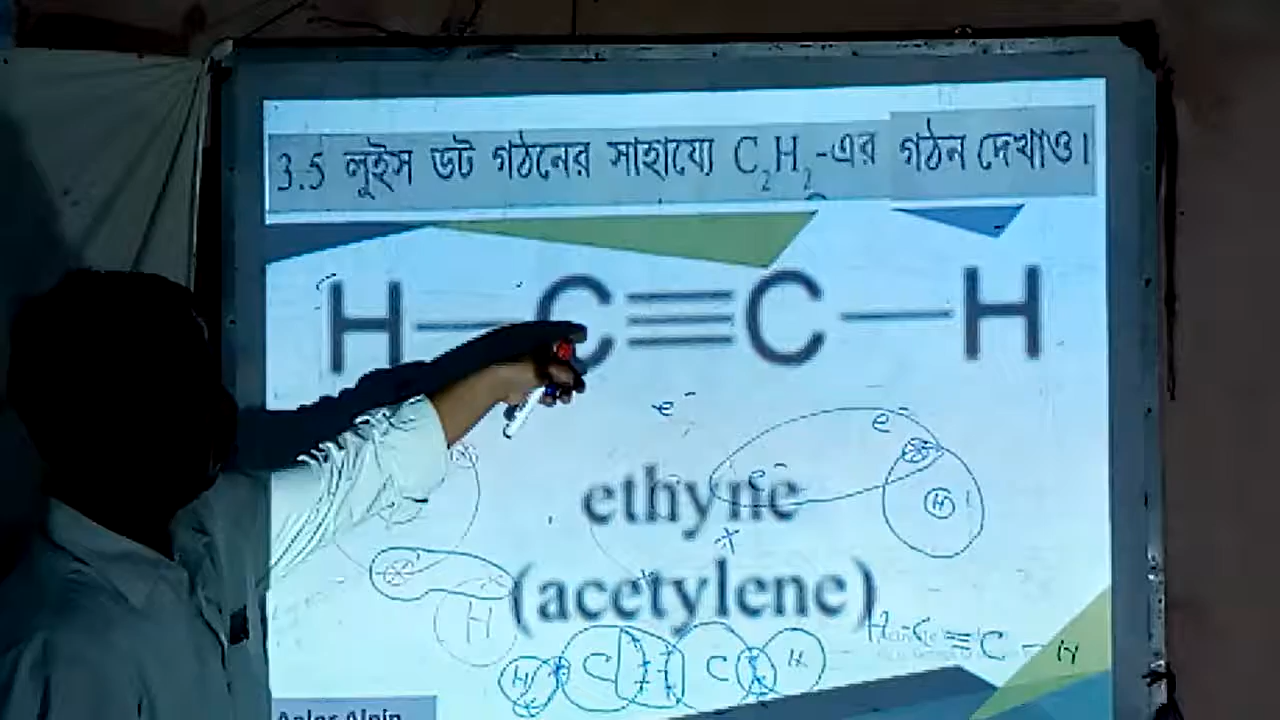 3.5 লুইস ডট গঠনের সাহায্যে C₂H₂-এর গঠন দেখাও।
H—C≡C—H
e⁻
e⁻
e⁻
ethyne
H
(acetylene)
H
H C C H
H-C≡C-H